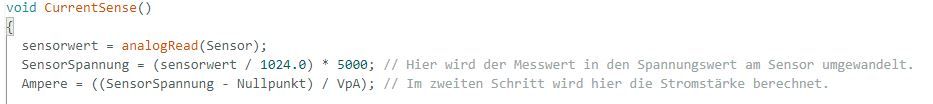 void CurrentSense()
{
sensorwert = analogRead(Sensor);
SensorSpannung = (sensorwert / 1024.0) * 5000; // Hier wird der Messwert in den Spannungswert am Sensor umgewandelt.
Ampere = ((SensorSpannung - Nullpunkt) / VpA); // Im zweiten Schritt wird hier die Stromstärke berechnet.